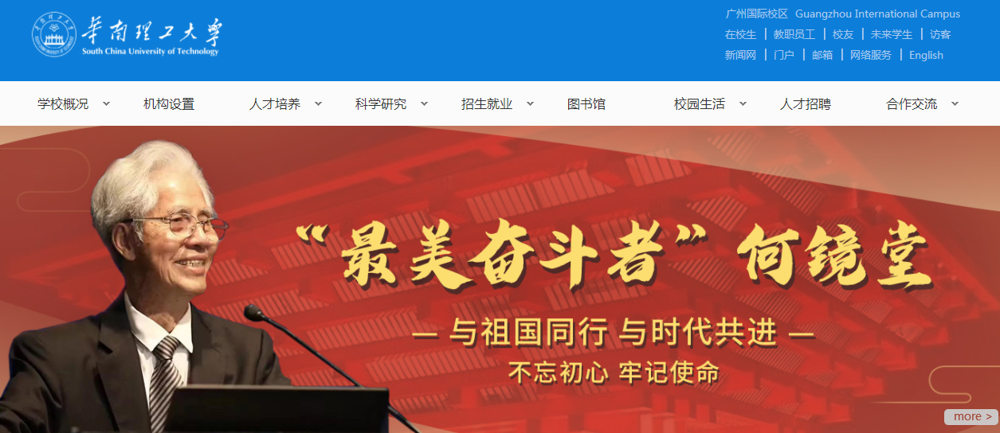 华南理工大学
South China University of Technology
广州国际校区 Guangzhou International Campus
在校生 | 教职员工 | 校友 | 未来学生 | 访客
新闻网 | 门户 | 邮箱 | 网络服务 | English
学校概况 机构设置 人才培养 科学研究 招生就业 图书馆 校园生活 人才招聘 合作交流
“最美奋斗者”何镜堂
— 与祖国同行 与时代共进 —
不忘初心 牢记使命
more >